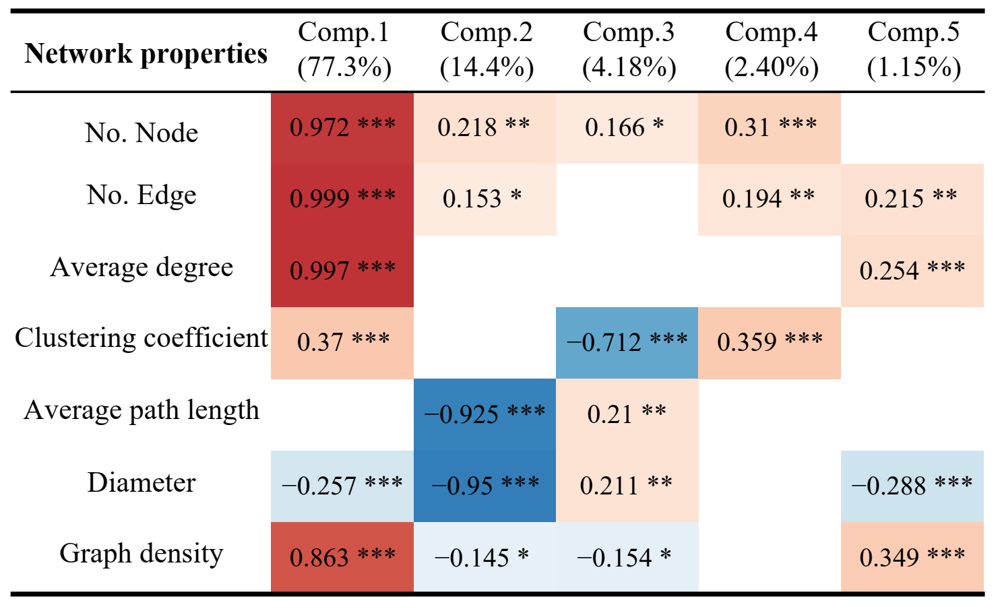 Network properties Comp.1 Comp.2 Comp.3 Comp.4 Comp.5
(77.3%) (14.4%) (4.18%) (2.40%) (1.15%)
No. Node 0.972 *** 0.218 ** 0.166 * 0.31 ***
No. Edge 0.999 *** 0.153 * 0.194 ** 0.215 **
Average degree 0.997 *** 0.254 ***
Clustering coefficient 0.37 *** −0.712 *** 0.359 ***
Average path length −0.925 *** 0.21 **
Diameter −0.257 *** −0.95 *** 0.211 ** −0.288 ***
Graph density 0.863 *** −0.145 * −0.154 * 0.349 ***